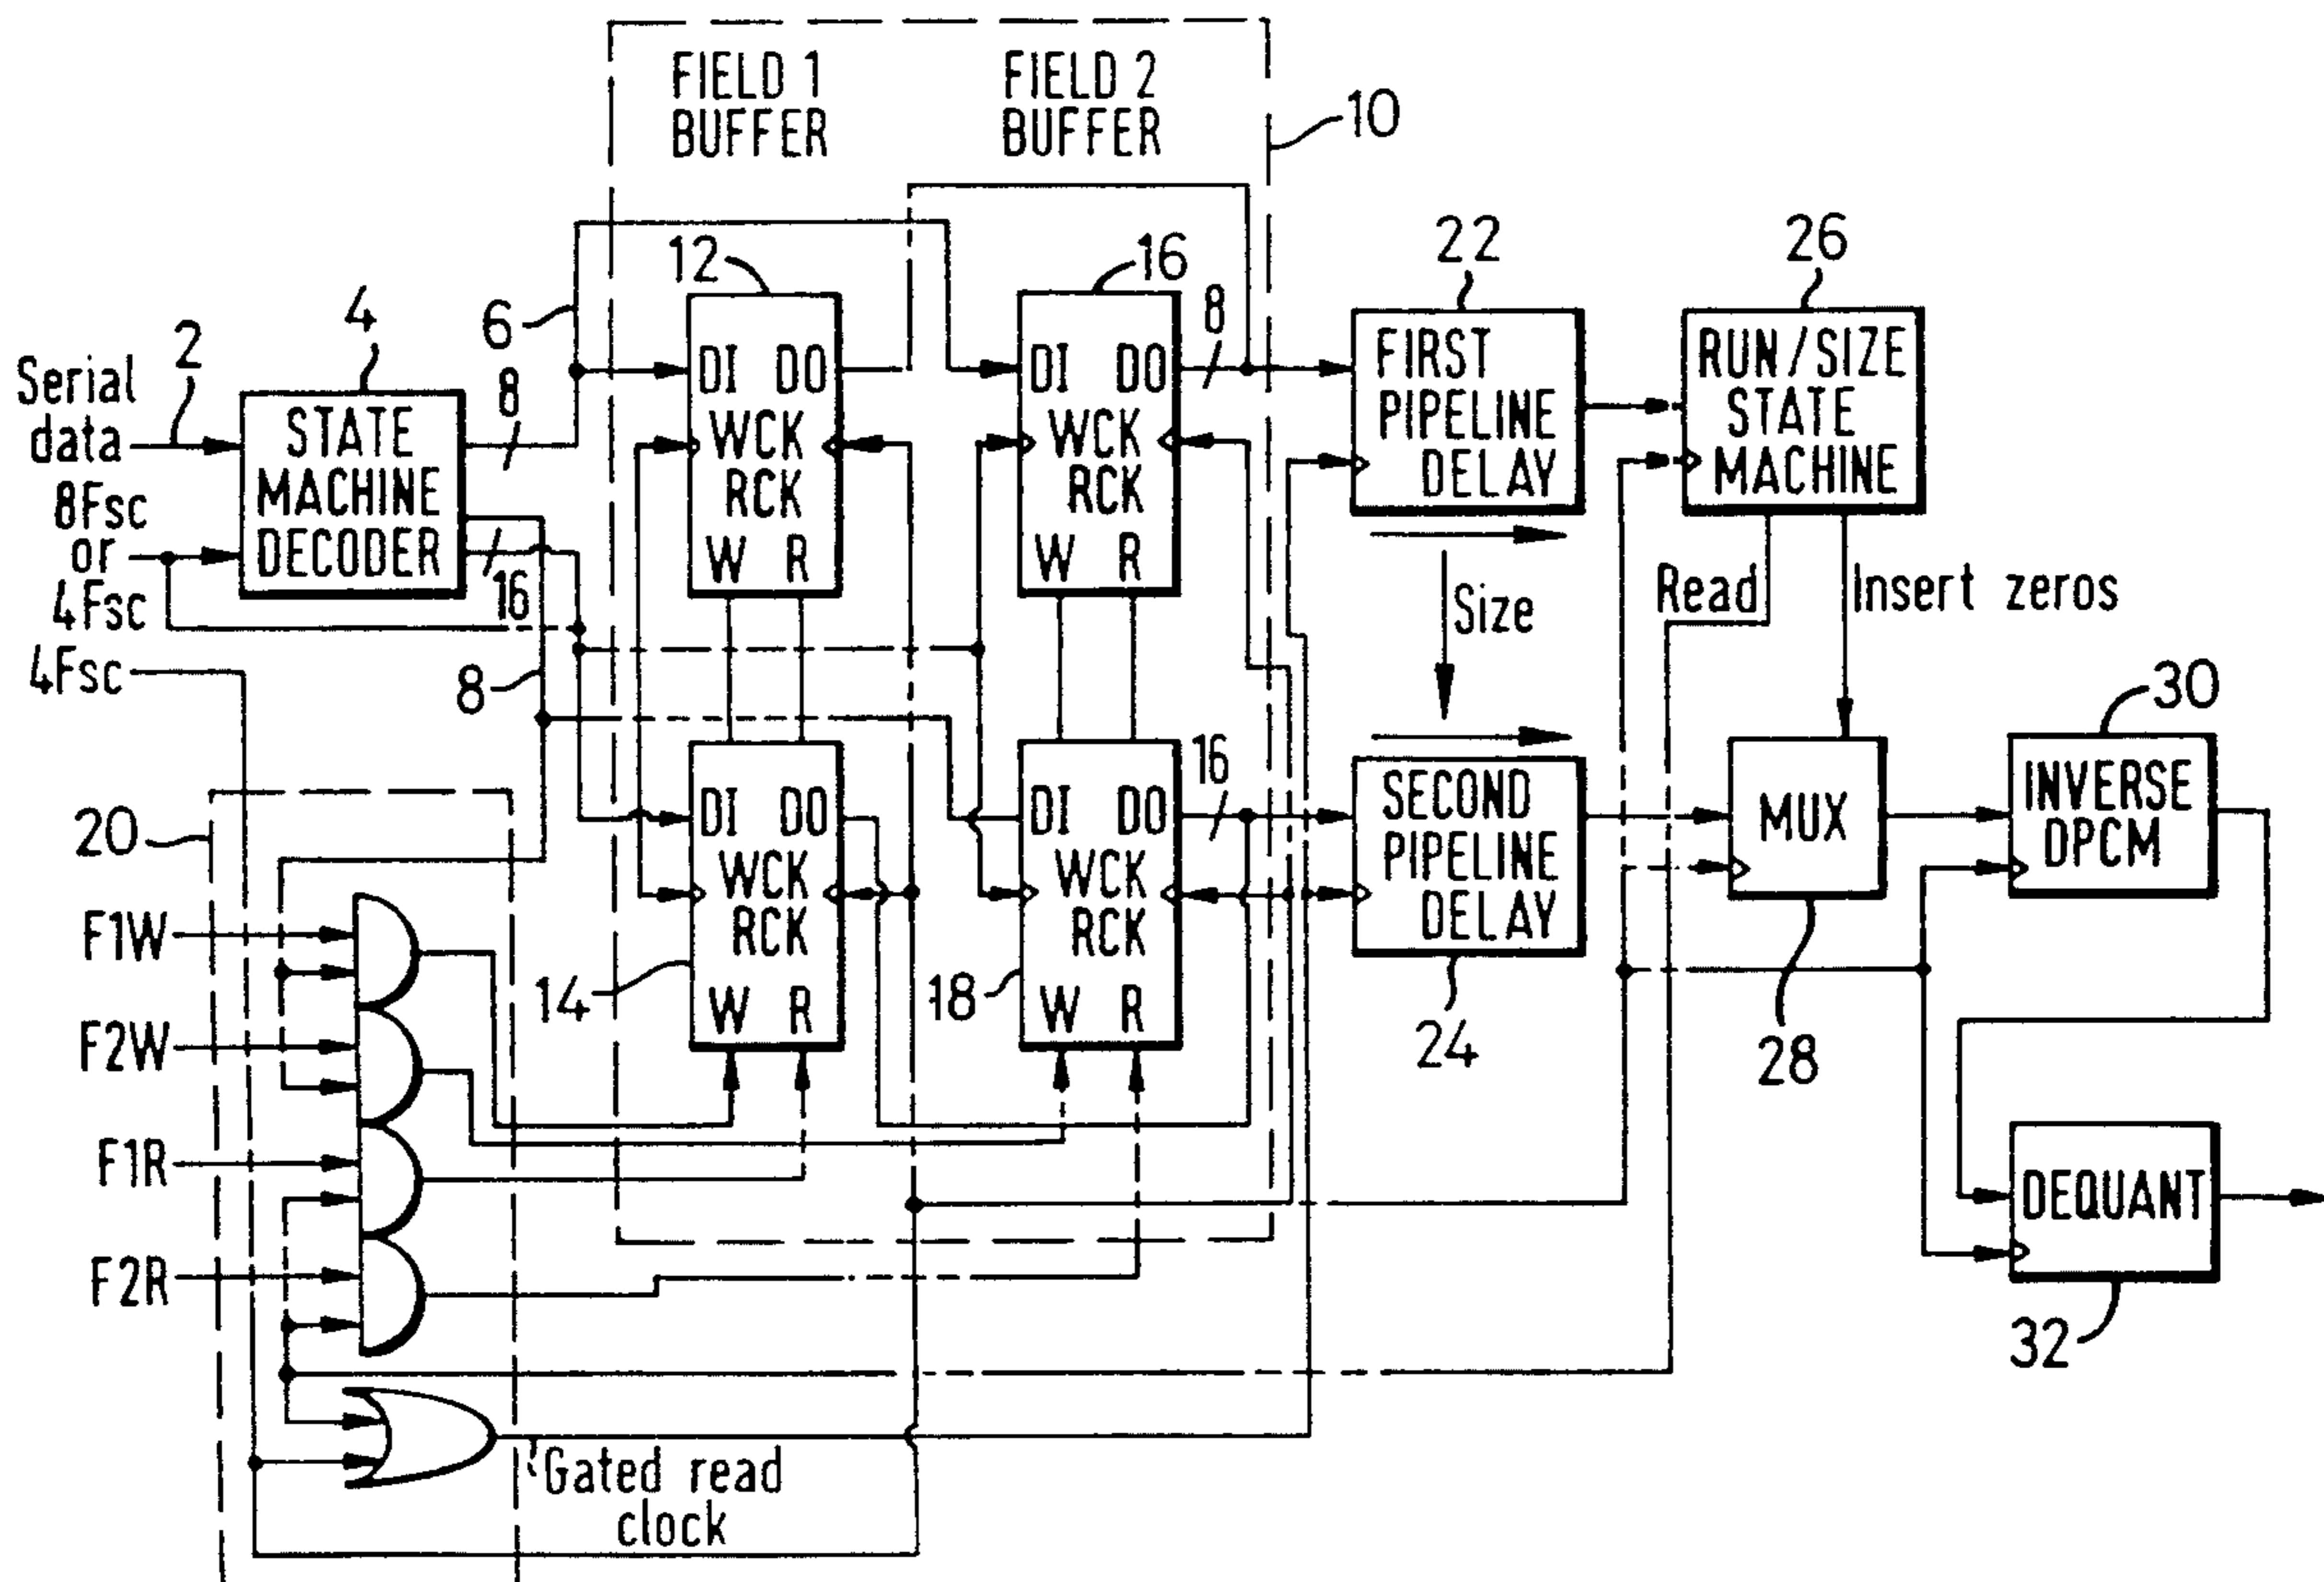 FIELD 1
BUFFER
FIELD 2
BUFFER
10
12
16
22
26
Serial
data
2
4
6
8
STATE
MACHINE
DECODER
8Fsc
or
4Fsc
16
4Fsc
8
DI DO
WCK
RCK
W R
DI DO
WCK
RCK
W R
8
FIRST
PIPELINE
DELAY
RUN/SIZE
STATE
MACHINE
Size
Read
Insert zeros
30
20
14
DI DO
WCK
RCK
W R
18
DI DO
WCK
RCK
W R
16
SECOND
PIPELINE
DELAY
24
MUX
28
INVERSE
DPCM
F1W
F2W
F1R
F2R
DEQUANT
32
Gated read
clock